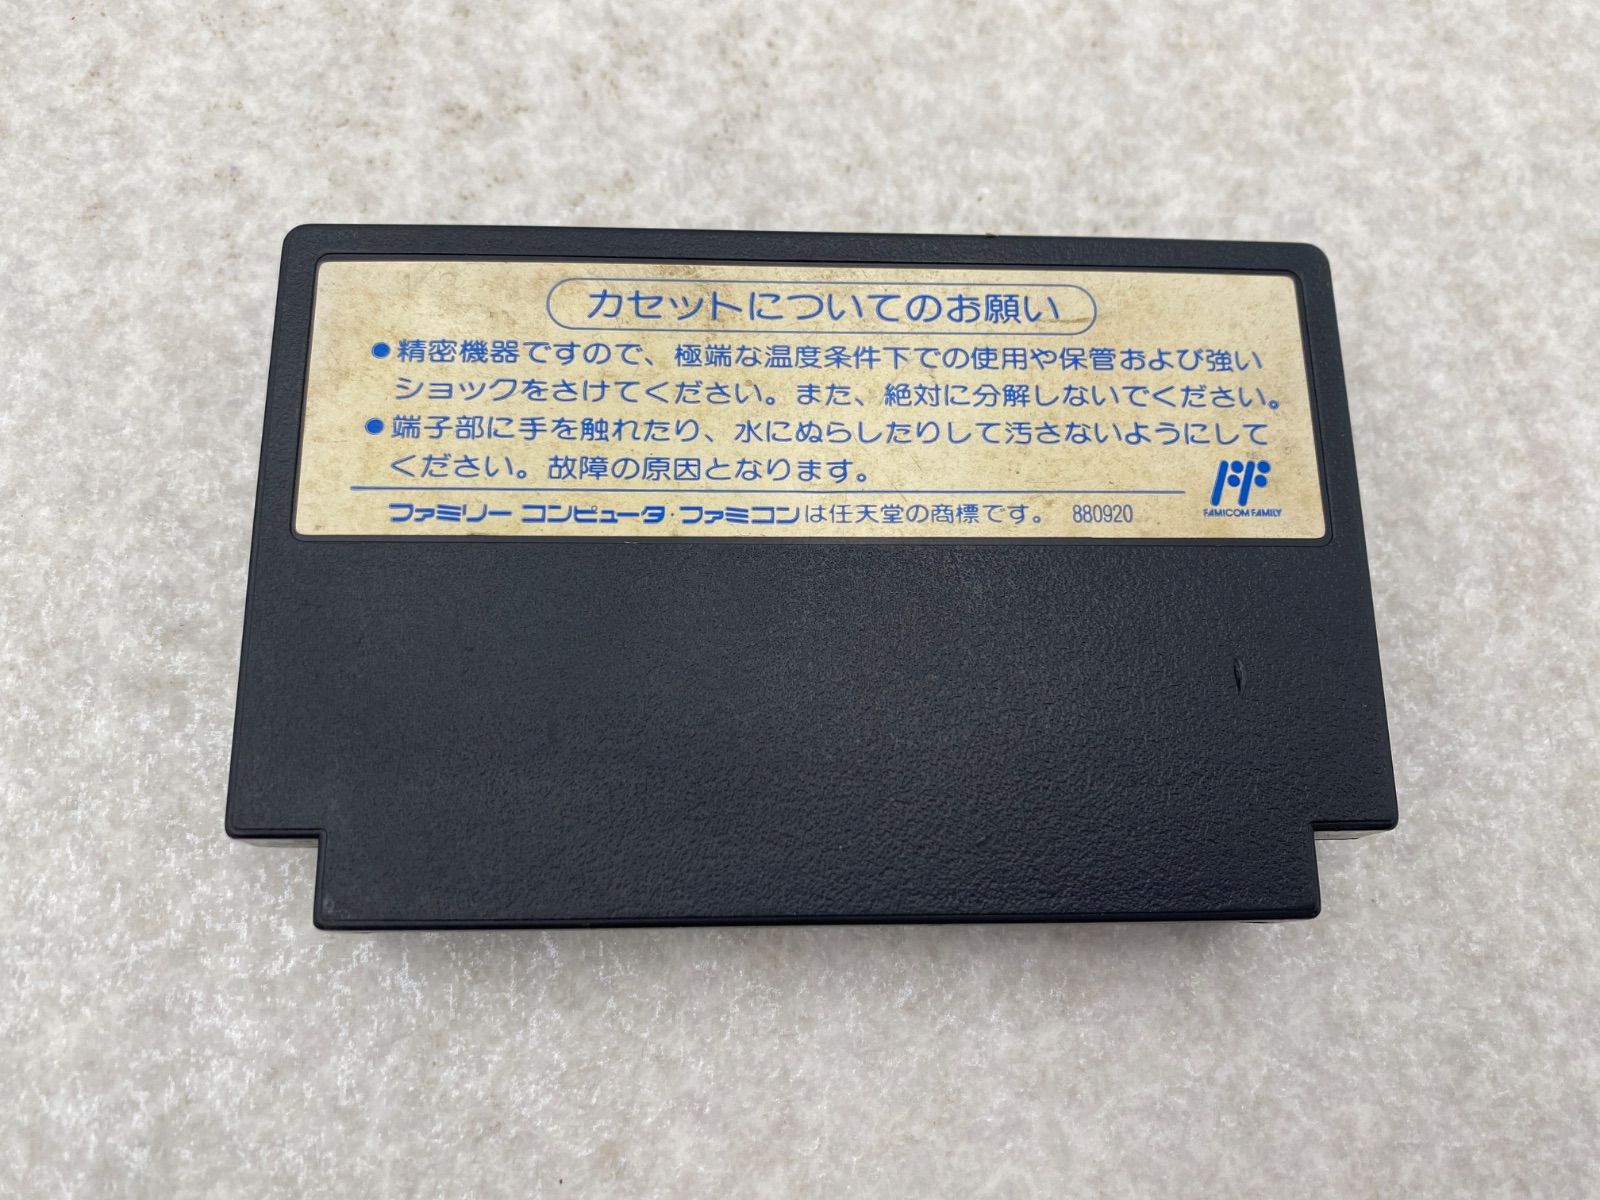 カセットについてのお願い
●精密機器ですので、極端な温度条件下での使用や保管および強い
ショックをさけてください。また、絶対に分解しないでください。
●端子部に手を触れたり、水にぬらしたりして汚さないようにして
ください。故障の原因となります。
ファミリー コンピュータ・ファミコンは任天堂の商標です。 880920
FAMICOM FAMILY